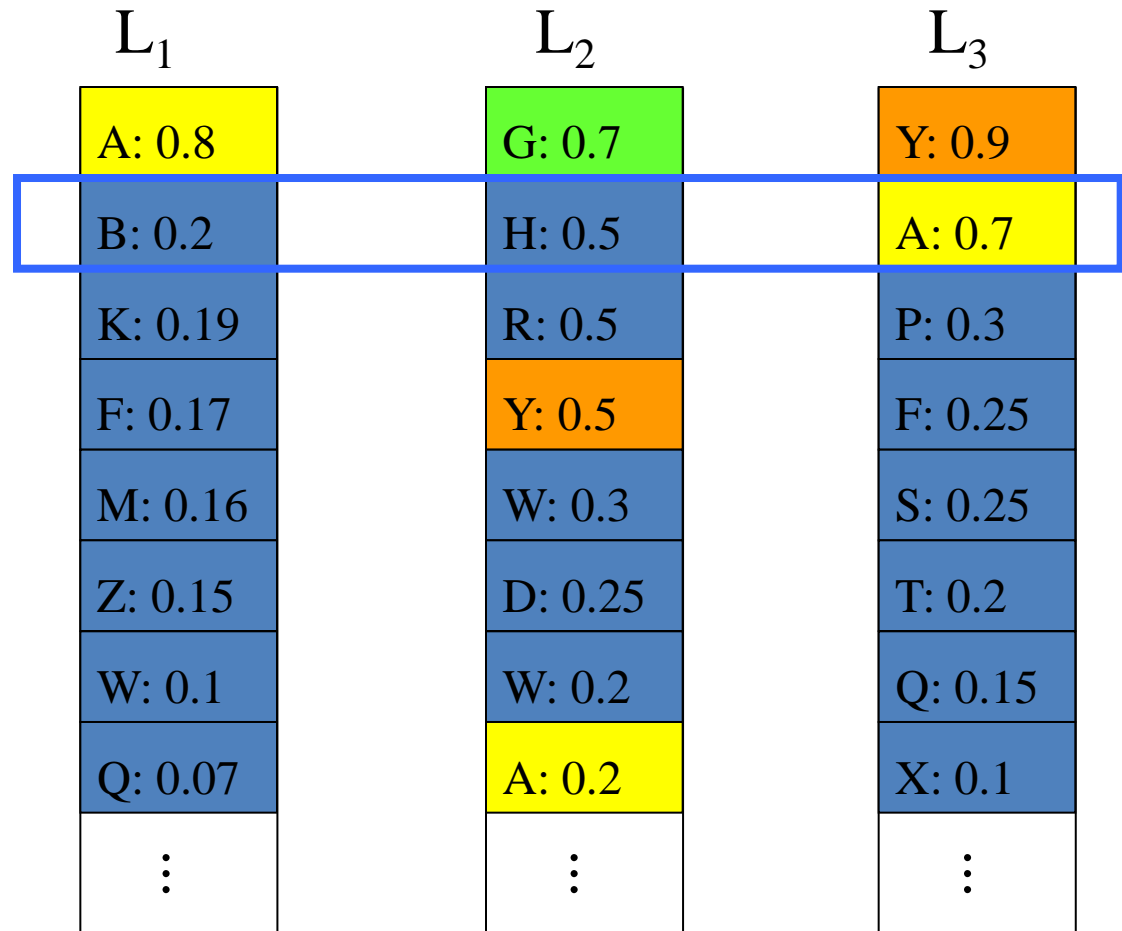 L₁ L₂ L₃
A: 0.8 G: 0.7 Y: 0.9
B: 0.2 H: 0.5 A: 0.7
K: 0.19 R: 0.5 P: 0.3
F: 0.17 Y: 0.5 F: 0.25
M: 0.16 W: 0.3 S: 0.25
Z: 0.15 D: 0.25 T: 0.2
W: 0.1 W: 0.2 Q: 0.15
Q: 0.07 A: 0.2 X: 0.1
⋮ ⋮ ⋮